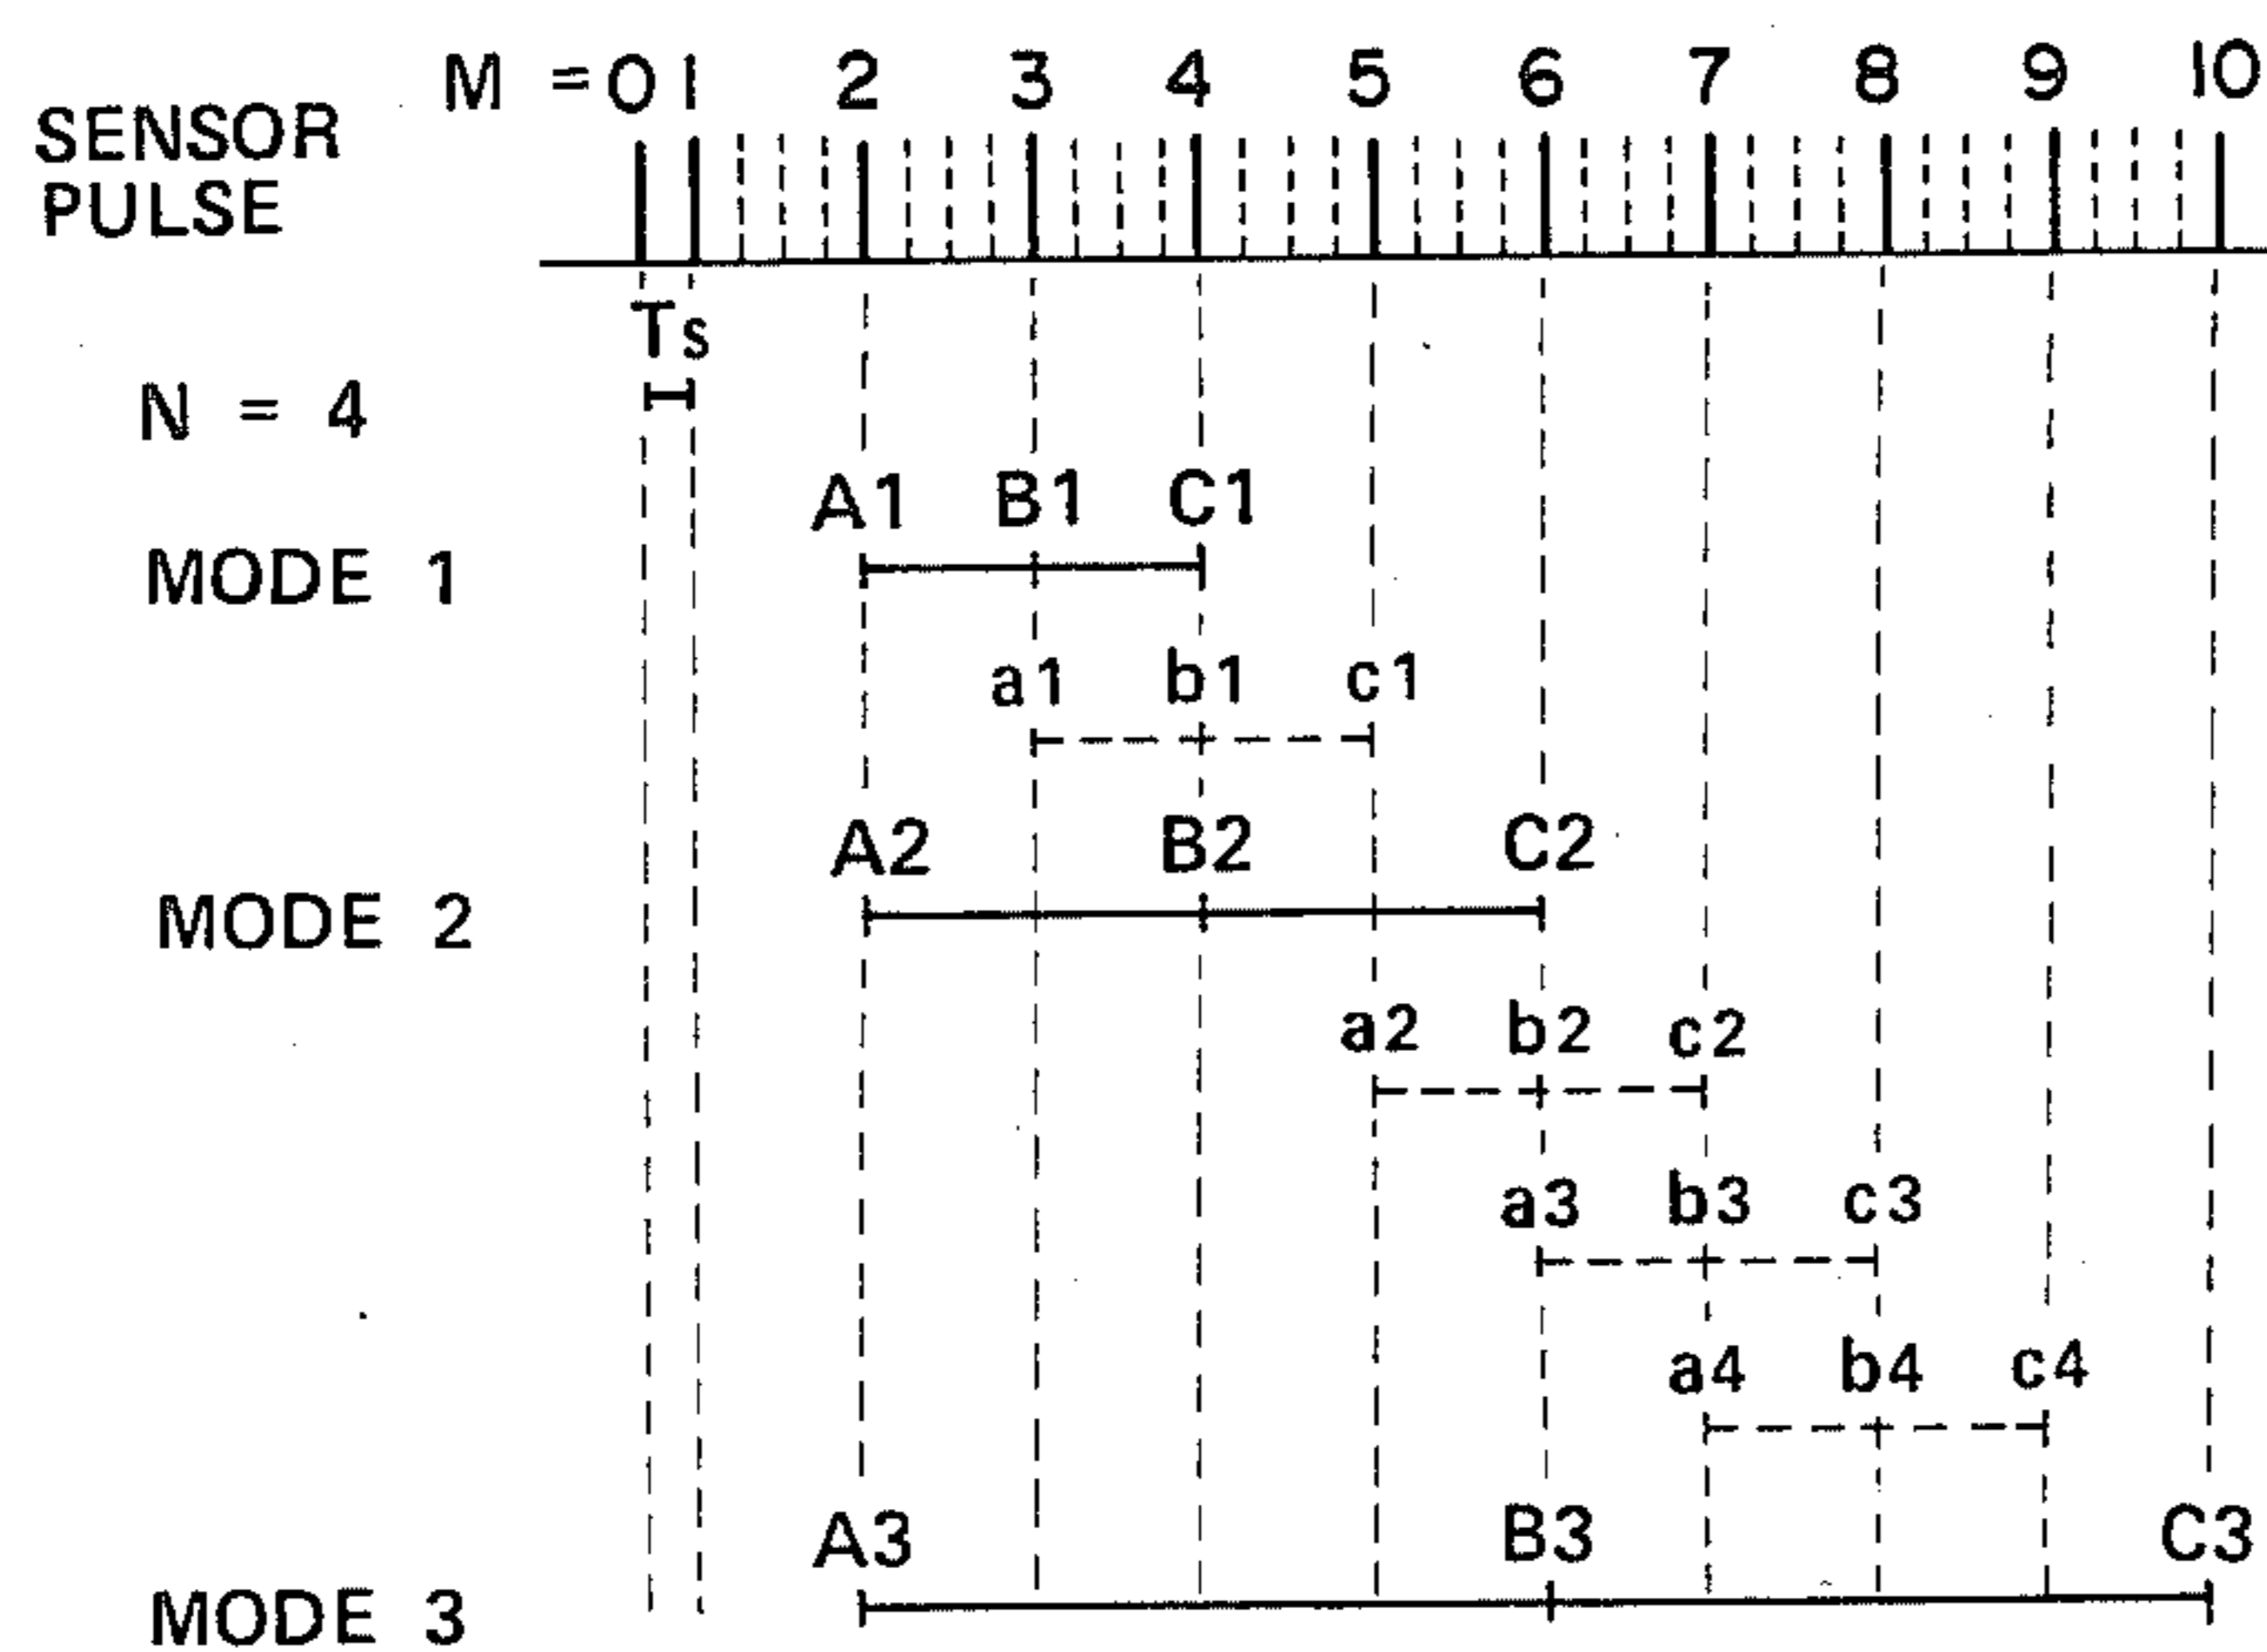 M = 0 1 2 3 4 5 6 7 8 9 10
SENSOR
PULSE
Ts
N = 4
A1 B1 C1
MODE 1
a1 b1 c1
A2 B2 C2
MODE 2
a2 b2 c2
a3 b3 c3
a4 b4 c4
A3 B3 C3
MODE 3